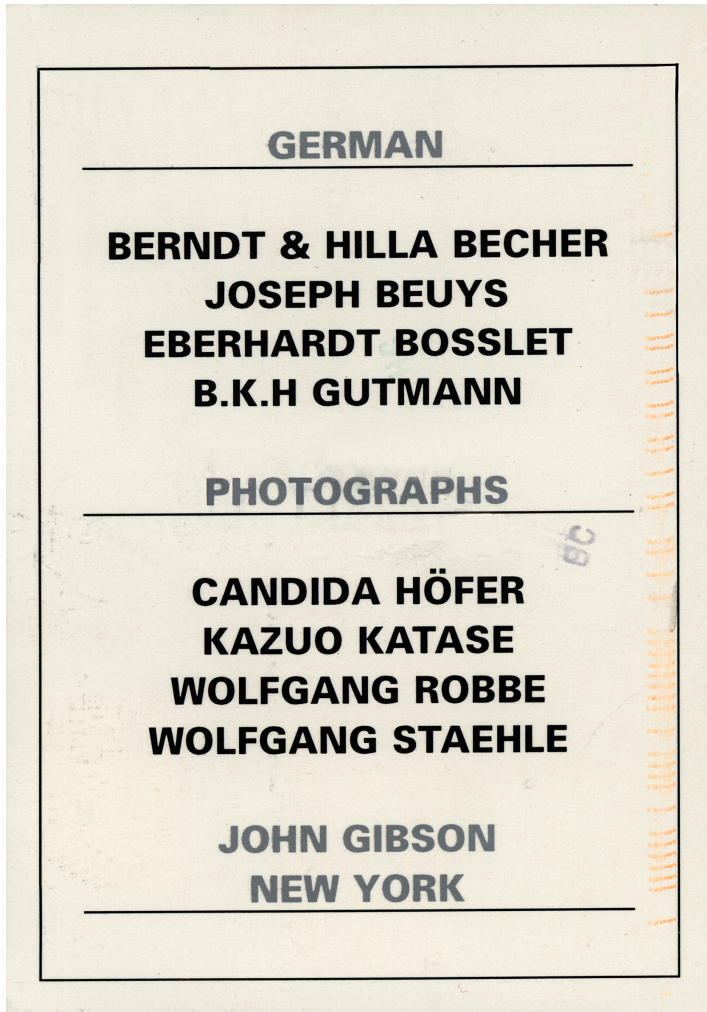 GERMAN
BERNDT & HILLA BECHER
JOSEPH BEUYS
EBERHARDT BOSSLET
B.K.H GUTMANN
PHOTOGRAPHS
CANDIDA HÖFER
KAZUO KATASE
WOLFGANG ROBBE
WOLFGANG STAEHLE
JOHN GIBSON
NEW YORK